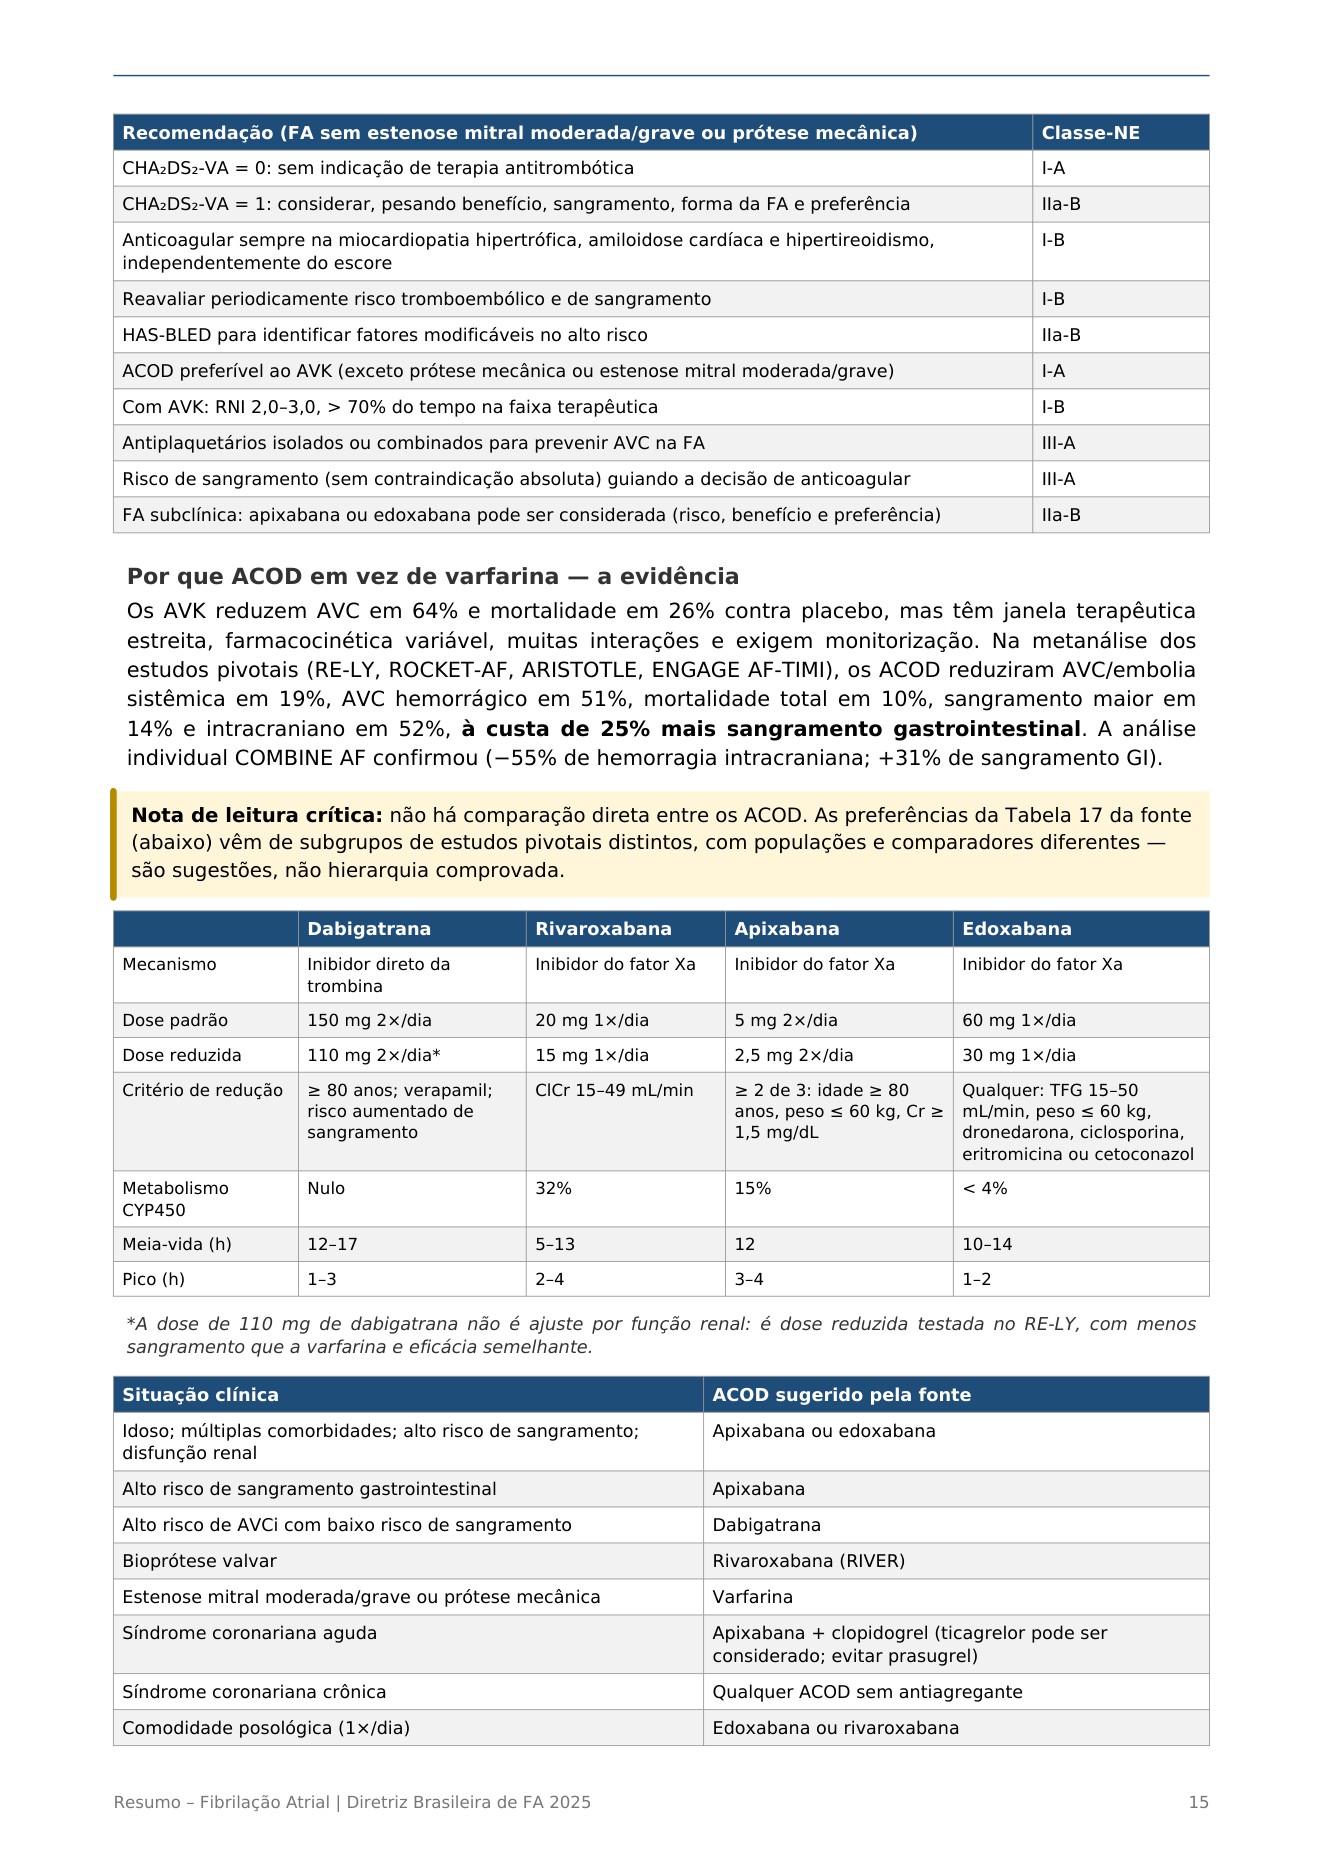 Recomendação (FA sem estenose mitral moderada/grave ou prótese mecânica) Classe-NE
CHA₂DS₂-VA = 0: sem indicação de terapia antitrombótica I-A
CHA₂DS₂-VA = 1: considerar, pesando benefício, sangramento, forma da FA e preferência IIa-B
Anticoagular sempre na miocardiopatia hipertrófica, amiloidose cardíaca e hipertireoidismo, I-B
independentemente do escore
Reavaliar periodicamente risco tromboembólico e de sangramento I-B
HAS-BLED para identificar fatores modificáveis no alto risco IIa-B
ACOD preferível ao AVK (exceto prótese mecânica ou estenose mitral moderada/grave) I-A
Com AVK: RNI 2,0–3,0, > 70% do tempo na faixa terapêutica I-B
Antiplaquetários isolados ou combinados para prevenir AVC na FA III-A
Risco de sangramento (sem contraindicação absoluta) guiando a decisão de anticoagular III-A
FA subclínica: apixabana ou edoxabana pode ser considerada (risco, benefício e preferência) IIa-B
Por que ACOD em vez de varfarina — a evidência
Os AVK reduzem AVC em 64% e mortalidade em 26% contra placebo, mas têm janela terapêutica
estreita, farmacocinética variável, muitas interações e exigem monitorização. Na metanálise dos
estudos pivotais (RE-LY, ROCKET-AF, ARISTOTLE, ENGAGE AF-TIMI), os ACOD reduziram AVC/embolia
sistêmica em 19%, AVC hemorrágico em 51%, mortalidade total em 10%, sangramento maior em
14% e intracraniano em 52%, à custa de 25% mais sangramento gastrointestinal. A análise
individual COMBINE AF confirmou (−55% de hemorragia intracraniana; +31% de sangramento GI).
Nota de leitura crítica: não há comparação direta entre os ACOD. As preferências da Tabela 17 da fonte
(abaixo) vêm de subgrupos de estudos pivotais distintos, com populações e comparadores diferentes —
são sugestões, não hierarquia comprovada.
Dabigatrana Rivaroxabana Apixabana Edoxabana
Mecanismo Inibidor direto da Inibidor do fator Xa Inibidor do fator Xa Inibidor do fator Xa
trombina
Dose padrão 150 mg 2×/dia 20 mg 1×/dia 5 mg 2×/dia 60 mg 1×/dia
Dose reduzida 110 mg 2×/dia* 15 mg 1×/dia 2,5 mg 2×/dia 30 mg 1×/dia
Critério de redução ≥ 80 anos; verapamil; ClCr 15–49 mL/min ≥ 2 de 3: idade ≥ 80 Qualquer: TFG 15–50
risco aumentado de anos, peso ≤ 60 kg, Cr ≥ mL/min, peso ≤ 60 kg,
sangramento 1,5 mg/dL dronedarona, ciclosporina,
eritromicina ou cetoconazol
Metabolismo Nulo 32% 15% < 4%
CYP450
Meia-vida (h) 12–17 5–13 12 10–14
Pico (h) 1–3 2–4 3–4 1–2
*A dose de 110 mg de dabigatrana não é ajuste por função renal: é dose reduzida testada no RE-LY, com menos
sangramento que a varfarina e eficácia semelhante.
Situação clínica ACOD sugerido pela fonte
Idoso; múltiplas comorbidades; alto risco de sangramento; Apixabana ou edoxabana
disfunção renal
Alto risco de sangramento gastrointestinal Apixabana
Alto risco de AVCi com baixo risco de sangramento Dabigatrana
Bioprótese valvar Rivaroxabana (RIVER)
Estenose mitral moderada/grave ou prótese mecânica Varfarina
Síndrome coronariana aguda Apixabana + clopidogrel (ticagrelor pode ser
considerado; evitar prasugrel)
Síndrome coronariana crônica Qualquer ACOD sem antiagregante
Comodidade posológica (1×/dia) Edoxabana ou rivaroxabana
Resumo – Fibrilação Atrial | Diretriz Brasileira de FA 2025 15